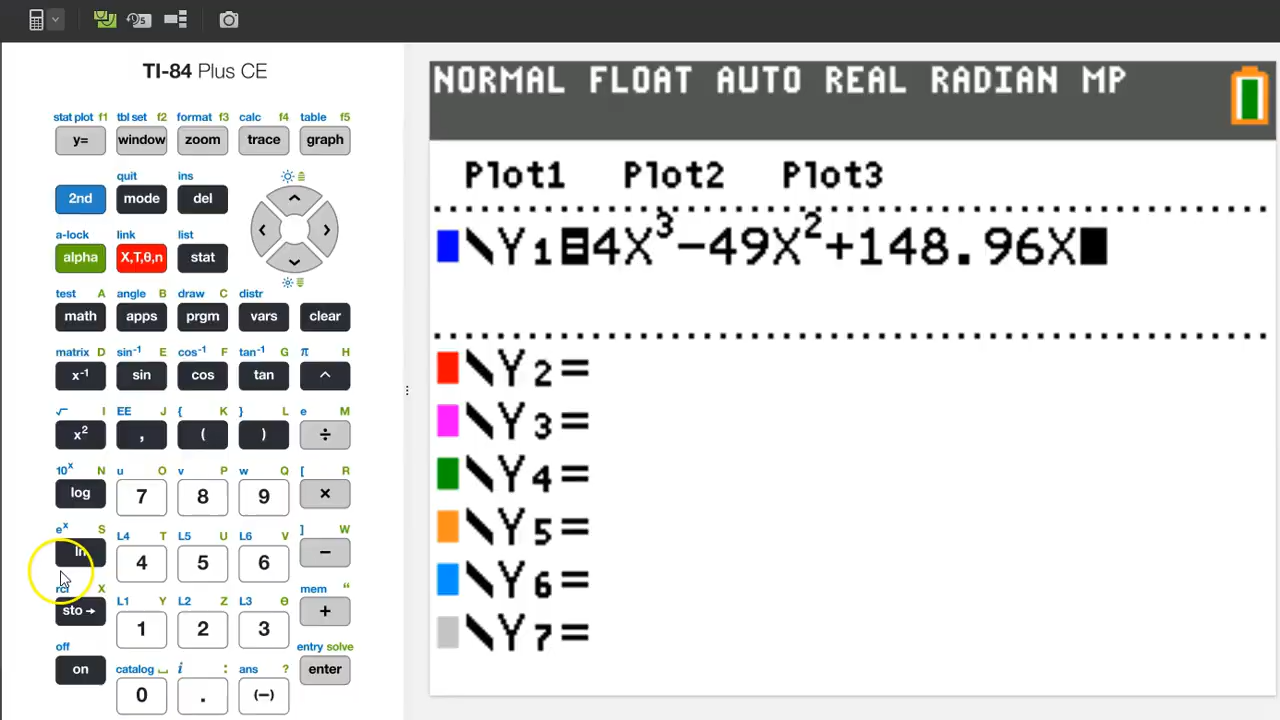 TI-84 Plus CE
stat plot f1 tbl set f2 format f3 calc f4 table f5
y= window zoom trace graph
quit ins
2nd mode del
a-lock link list
alpha X,T,θ,n stat
test A angle B draw C distr
math apps prgm vars clear
matrix D sin⁻¹ E cos⁻¹ F tan⁻¹ G π H
x⁻¹ sin cos tan ^
√ I EE J { K } L e M
x² , ( ) ÷
10ˣ N u O v P w Q [ R
log 7 8 9 ×
eˣ S L4 T L5 U L6 V ] W
ln 4 5 6 −
rcl X L1 Y L2 Z L3 θ mem “
sto→ 1 2 3 +
off catalog i : ans ? entry solve
on 0 . (−) enter
NORMAL FLOAT AUTO REAL RADIAN MP
Plot1 Plot2 Plot3
\Y1=4X³−49X²+148.96X
\Y2=
\Y3=
\Y4=
\Y5=
\Y6=
\Y7=